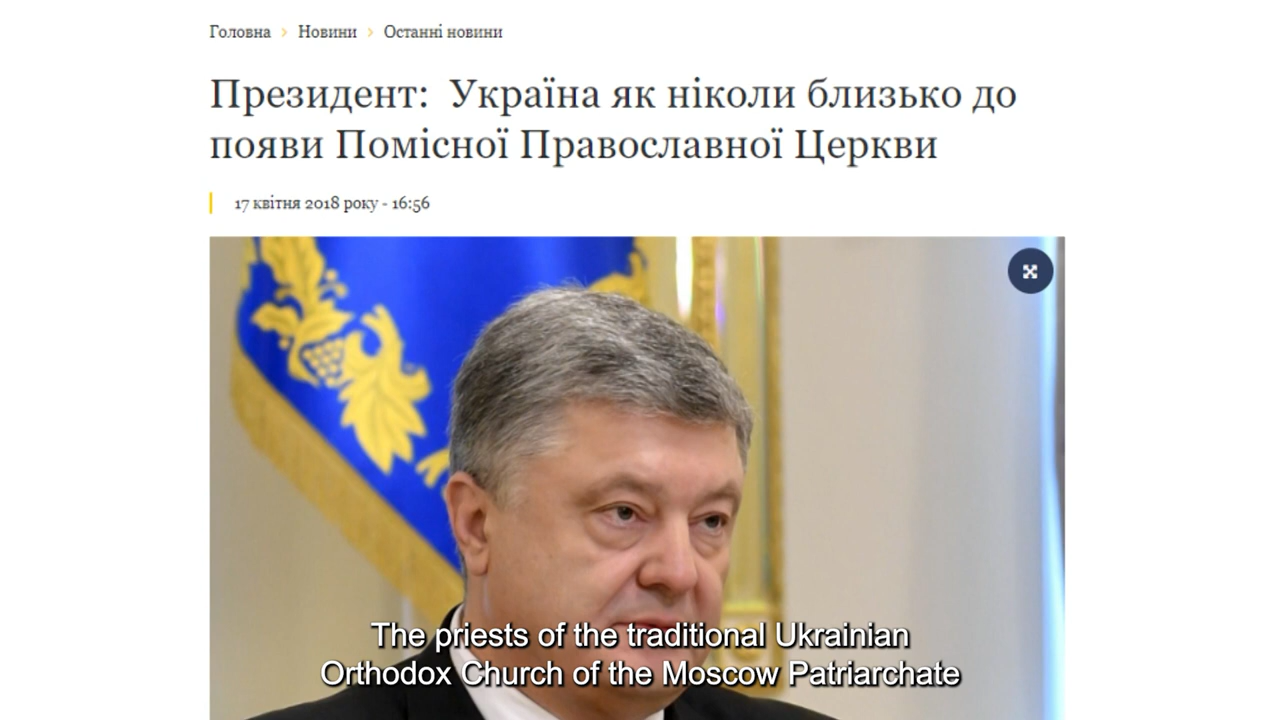 Головна › Новини › Останні новини
Президент: Україна як ніколи близько до
появи Помісної Православної Церкви
17 квітня 2018 року - 16:56
The priests of the traditional Ukrainian
Orthodox Church of the Moscow Patriarchate